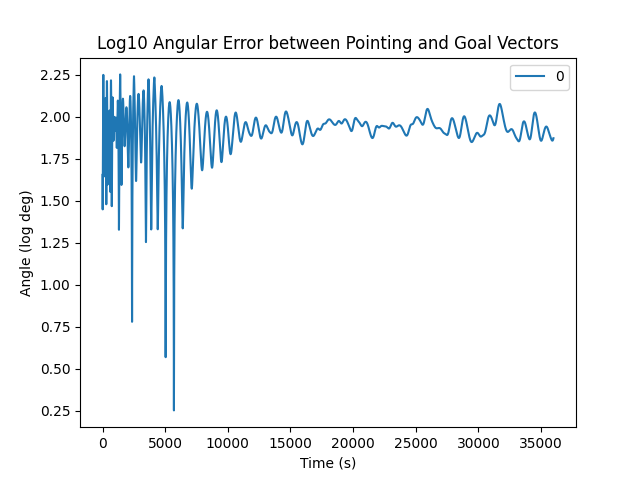 Log10 Angular Error between Pointing and Goal Vectors
0
2.25
2.00
1.75
1.50
1.25
1.00
0.75
0.50
0.25
Angle (log deg)
0 5000 10000 15000 20000 25000 30000 35000
Time (s)